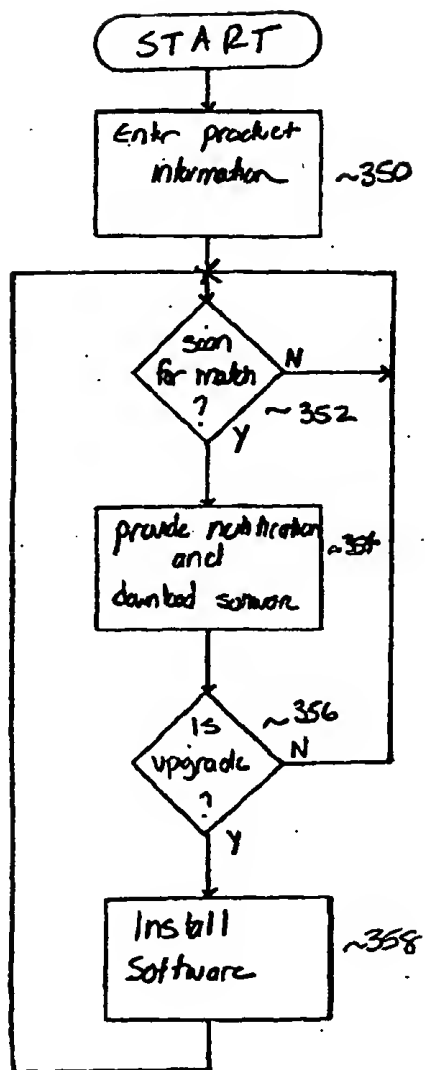 START
Enter product
information
~350
scan
for match
?
N
~352
Y
provide notification
and
download software
~354
~356
Is
upgrade
?
N
Y
Install
Software
~358